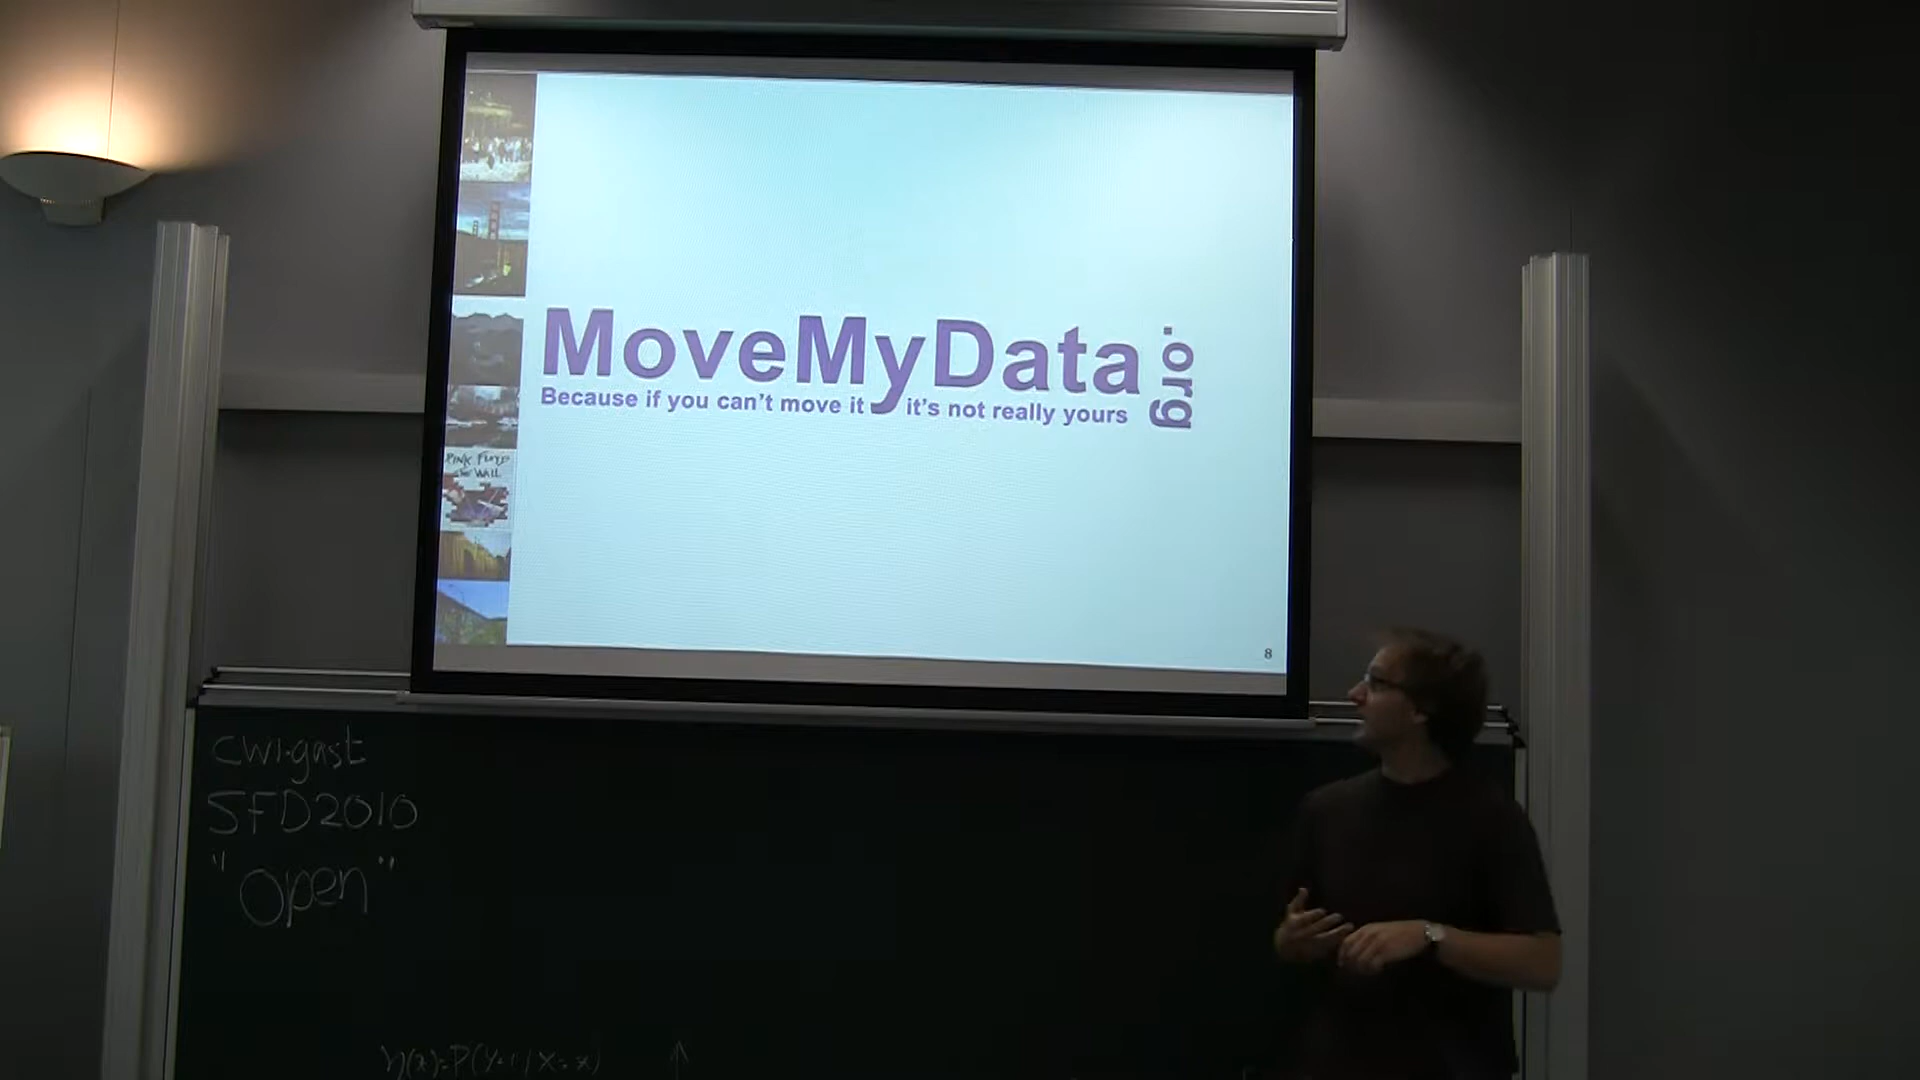 MoveMyData.org
Because if you can't move it it's not really yours
PINK FLOYD
THE WALL
8
cwi-gast
SFD2010
"open"
η(x)=P(Y=1|X=x)